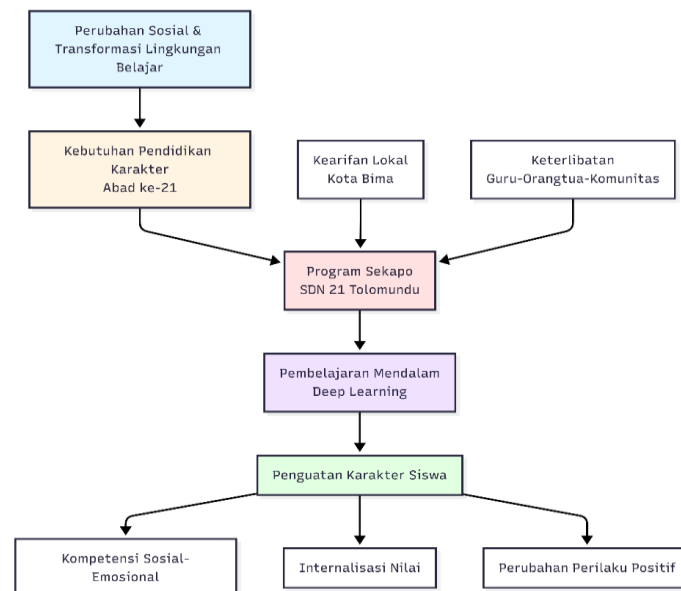 Perubahan Sosial &
Transformasi Lingkungan
Belajar
Kebutuhan Pendidikan
Karakter
Abad ke-21
Kearifan Lokal
Kota Bima
Keterlibatan
Guru-Orangtua-Komunitas
Program Sekapo
SDN 21 Tolomundu
Pembelajaran Mendalam
Deep Learning
Penguatan Karakter Siswa
Kompetensi Sosial-
Emosional
Internalisasi Nilai
Perubahan Perilaku Positif